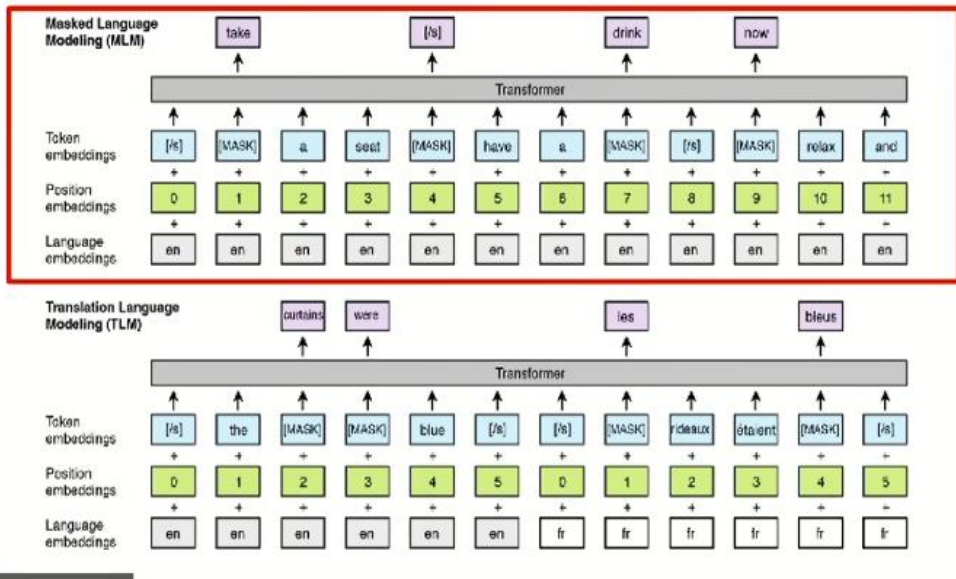 Masked Language
Modeling (MLM)
take [/s] drink now
Transformer
Token
embeddings
[/s] [MASK] a seat [MASK] have a [MASK] [/s] [MASK] relax and
+ + + + + + + + + + + +
Position
embeddings
0 1 2 3 4 5 6 7 8 9 10 11
+ + + + + + + + + + + +
Language
embeddings
en en en en en en en en en en en en
Translation Language
Modeling (TLM)
curtains were les bleus
Transformer
Token
embeddings
[/s] the [MASK] [MASK] blue [/s] [/s] [MASK] rideaux étaient [MASK] [/s]
+ + + + + + + + + + + +
Position
embeddings
0 1 2 3 4 5 0 1 2 3 4 5
+ + + + + + + + + + + +
Language
embeddings
en en en en en en fr fr fr fr fr fr